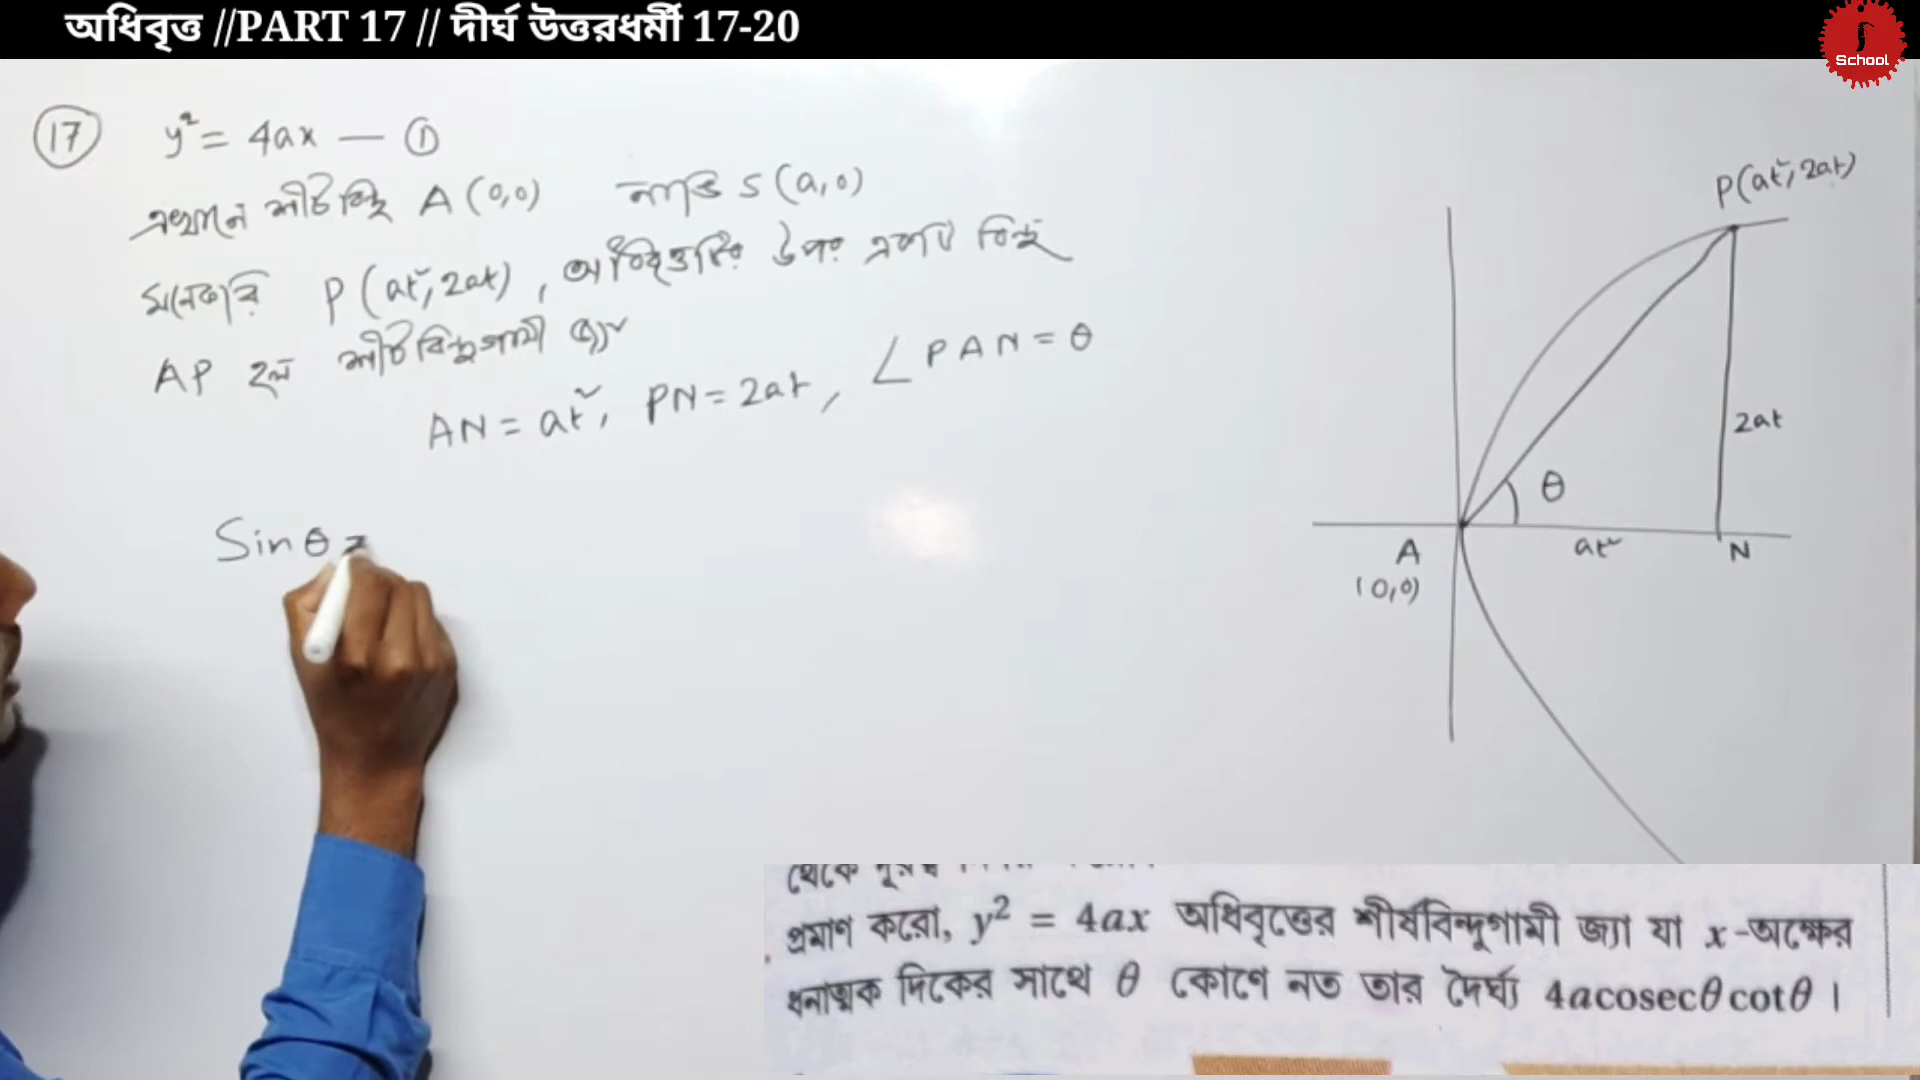 অধিবৃত্ত //PART 17 // দীর্ঘ উত্তরধর্মী 17-20
School
17 y² = 4ax — ①
এখানে শীর্ষবিন্দু A (0,0) নাভি S (a,0)
মনেকরি P (at², 2at), অধিবৃত্তটির উপর একটি বিন্দু
AP হল শীর্ষবিন্দুগামী জ্যা
AN = at², PN = 2at, ∠PAN = θ
Sin θ =
P(at², 2at)
2at
θ
A
at²
N
(0,0)
থেকে দূরত্ব
প্রমাণ করো, y² = 4ax অধিবৃত্তের শীর্ষবিন্দুগামী জ্যা যা x-অক্ষের
ধনাত্মক দিকের সাথে θ কোণে নত তার দৈর্ঘ্য 4acosecθcotθ।